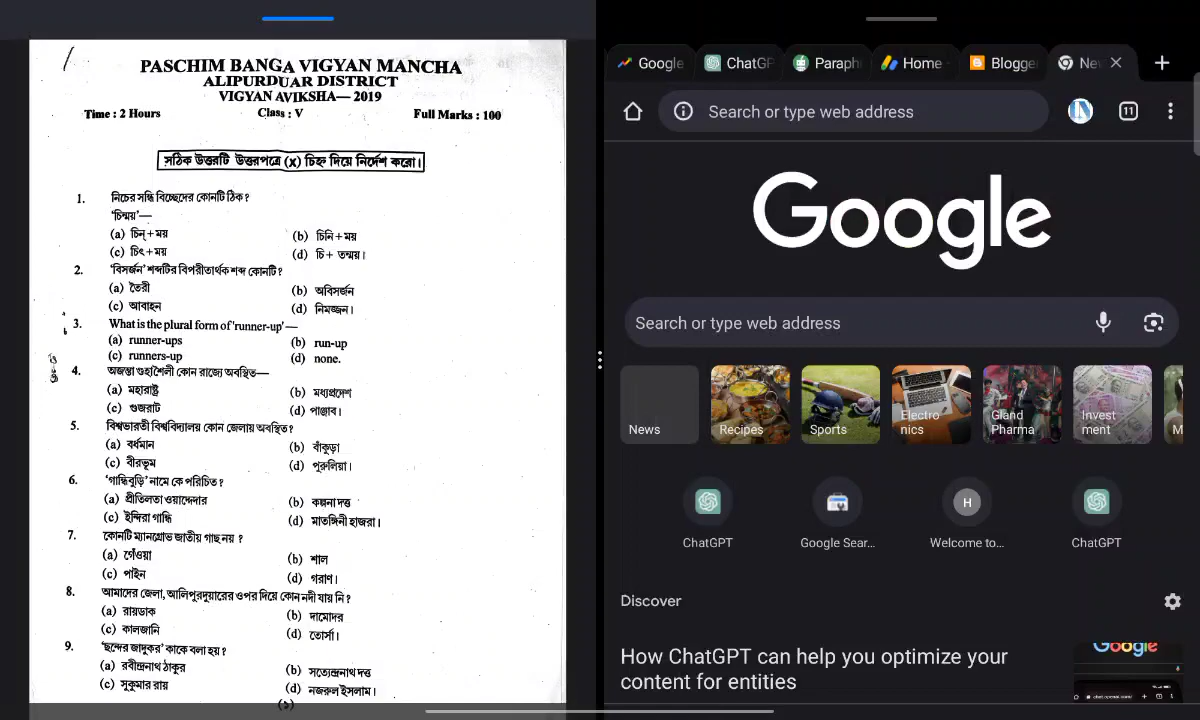 PASCHIM BANGA VIGYAN MANCHA
ALIPURDUAR DISTRICT
VIGYAN AVIKSHA— 2019
Time : 2 Hours Class : V Full Marks : 100
সঠিক উত্তরটি উত্তরপত্রে (x) চিহ্ন দিয়ে নির্দেশ করো।
1. নিচের সন্ধি বিচ্ছেদের কোনটি ঠিক ?
'চিন্ময়'—
(a) চিন্+ময় (b) চিনি+ময়
(c) চিৎ+ময় (d) চি+ তন্ময়।
2. 'বিসর্জন' শব্দটির বিপরীতার্থক শব্দ কোনটি?
(a) তৈরী (b) অবিসর্জন
(c) আবাহন (d) নিমজ্জন।
3. What is the plural form of 'runner-up'—
(a) runner-ups (b) run-up
(c) runners-up (d) none.
4. অজন্তা গুহাশৈলী কোন রাজ্যে অবস্থিত—
(a) মহারাষ্ট্র (b) মধ্যপ্রদেশ
(c) গুজরাট (d) পাঞ্জাব।
5. বিশ্বভারতী বিশ্ববিদ্যালয় কোন জেলায় অবস্থিত?
(a) বর্ধমান (b) বাঁকুড়া
(c) বীরভূম (d) পুরুলিয়া।
6. 'গান্ধিবুড়ি' নামে কে পরিচিত ?
(a) প্রীতিলতা ওয়াদ্দেদার (b) কল্পনা দত্ত
(c) ইন্দিরা গান্ধি (d) মাতঙ্গিনী হাজরা।
7. কোনটি ম্যানগ্রোভ জাতীয় গাছ নয় ?
(a) গেঁওয়া (b) শাল
(c) পাইন (d) গরাণ।
8. আমাদের জেলা, আলিপুরদুয়ারের ওপর দিয়ে কোন নদী যায় নি ?
(a) রায়ডাক (b) দামোদর
(c) কালজানি (d) তোর্সা।
9. 'ছন্দের জাদুকর' কাকে বলা হয় ?
(a) রবীন্দ্রনাথ ঠাকুর (b) সত্যেন্দ্রনাথ দত্ত
(c) সুকুমার রায় (d) নজরুল ইসলাম।
Google ChatGP Paraph Home Blogge Nev
Search or type web address 11
Google
Search or type web address
News Recipes Sports Electro nics Gland Pharma Invest ment M
H
ChatGPT Google Sear... Welcome to... ChatGPT
Discover
How ChatGPT can help you optimize your
content for entities